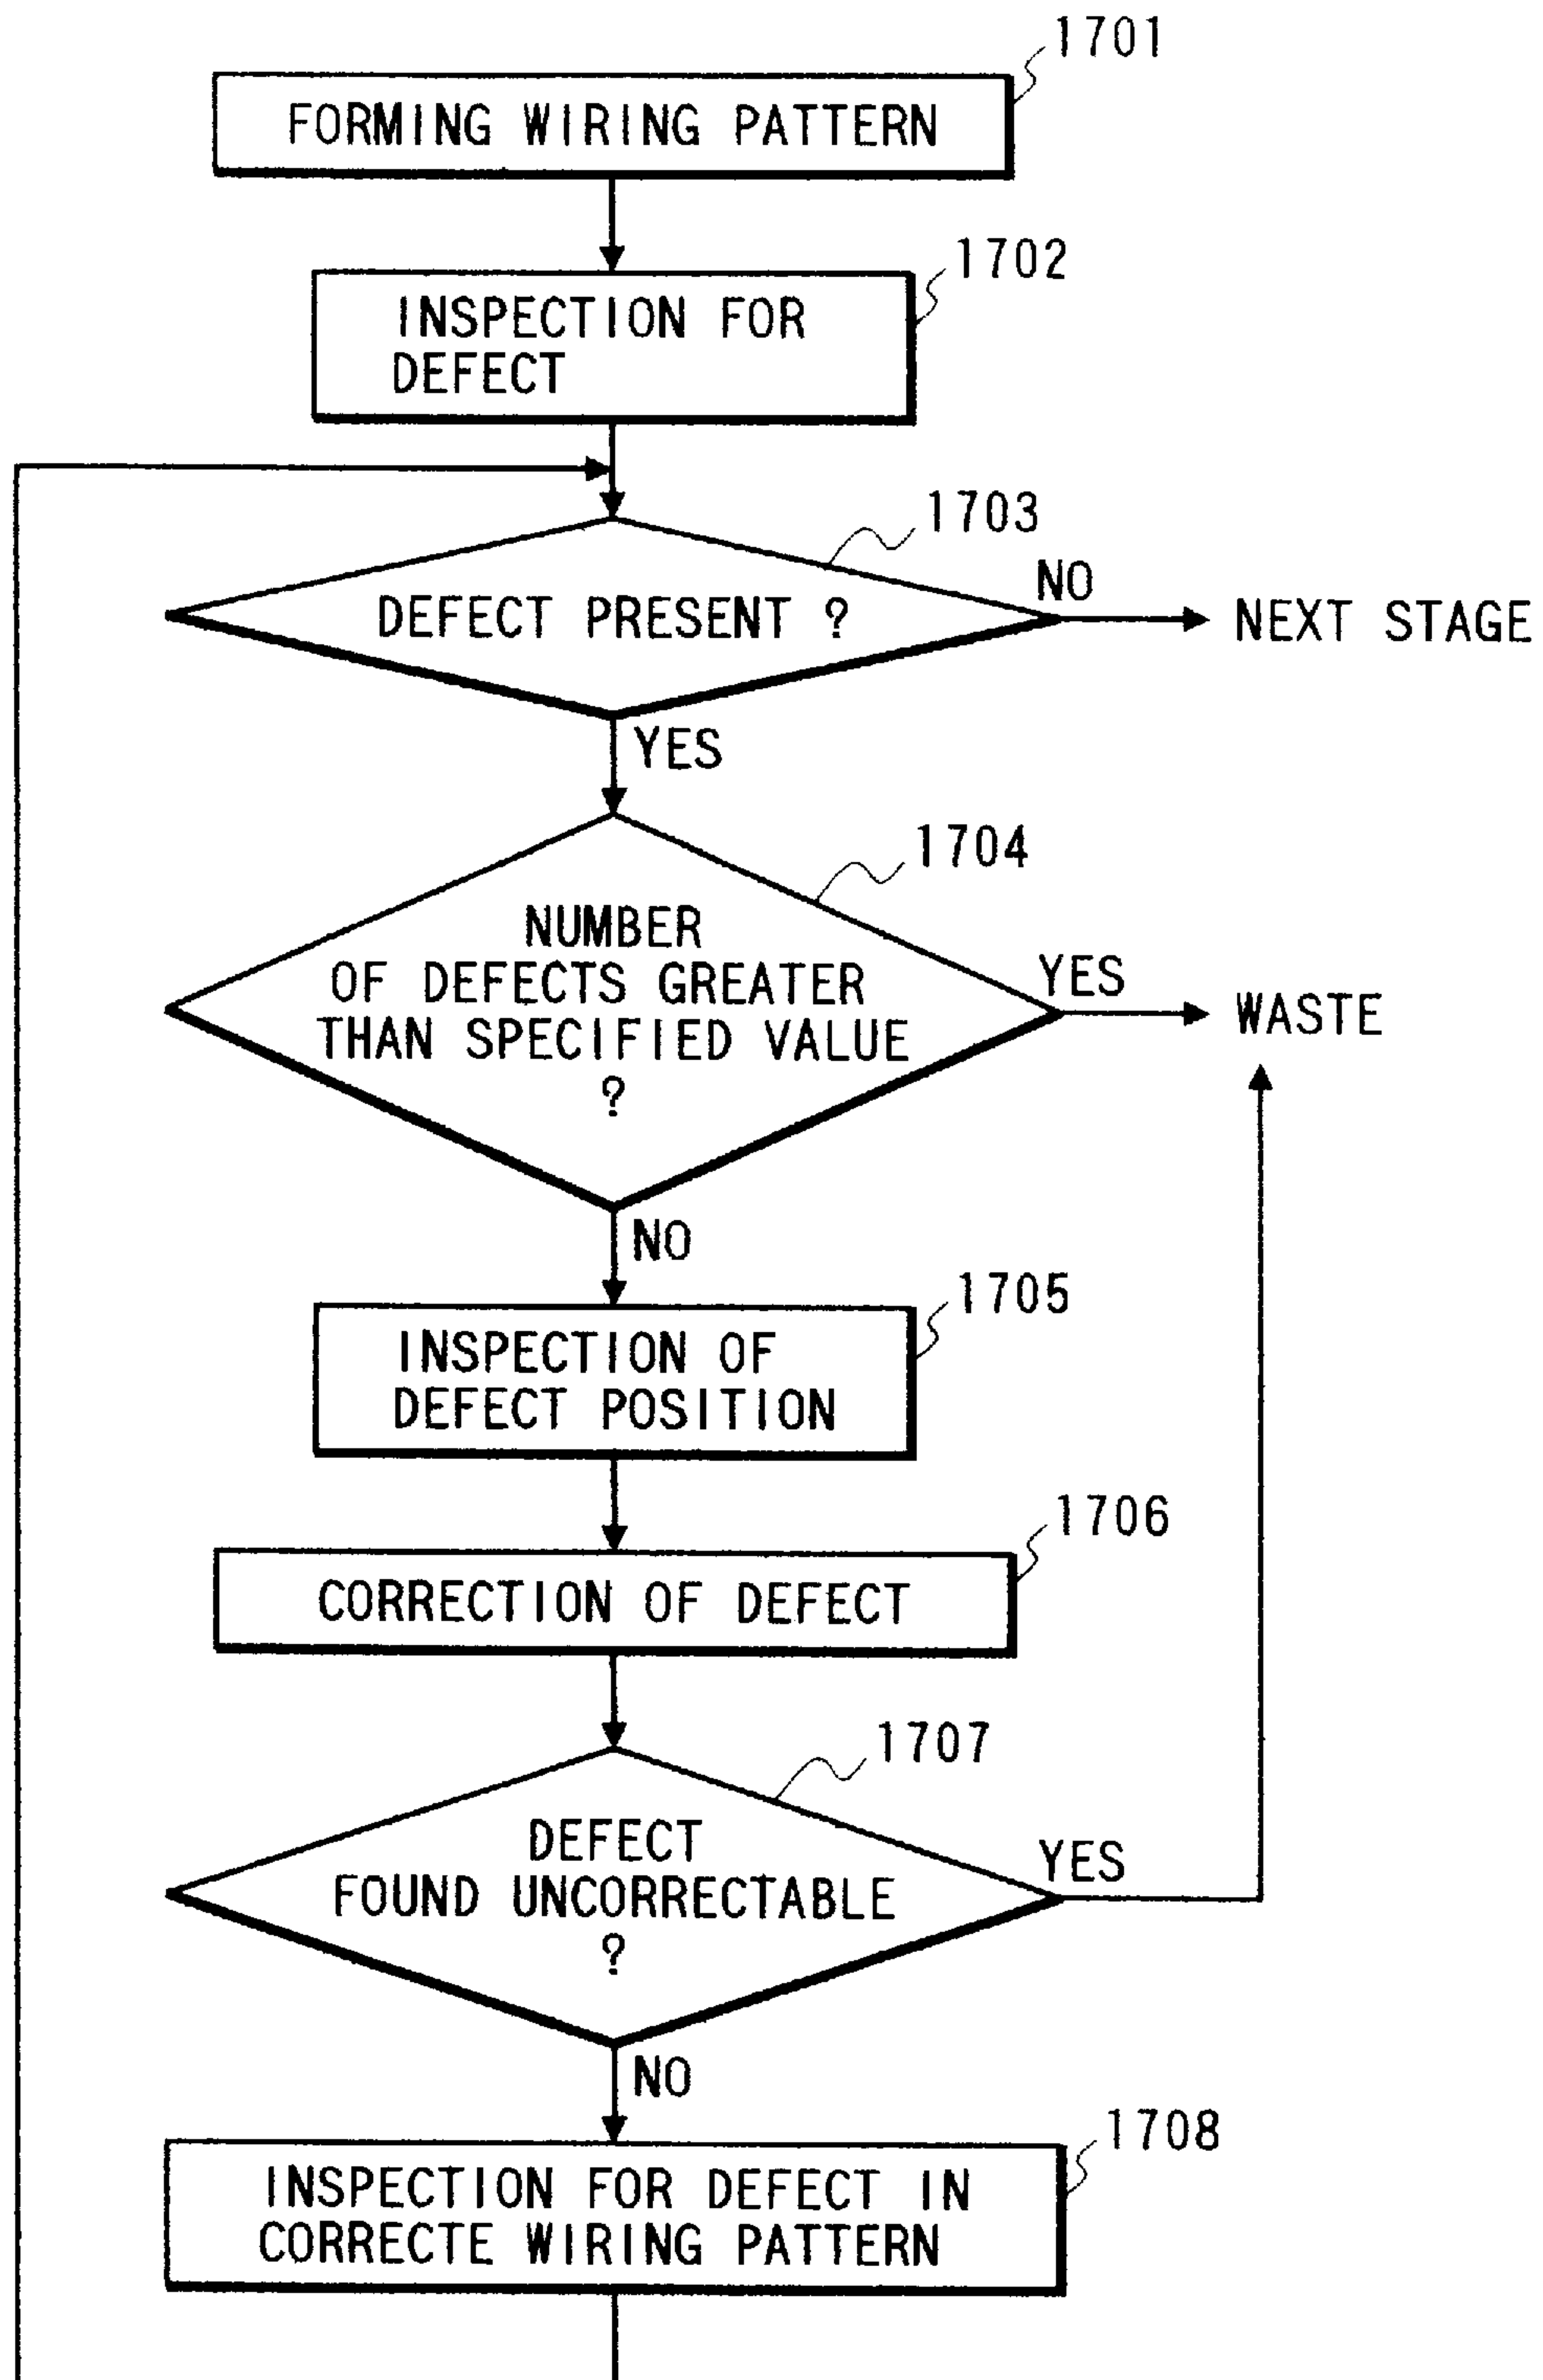 1701
FORMING WIRING PATTERN
1702
INSPECTION FOR
DEFECT
1703
DEFECT PRESENT ?
NO
NEXT STAGE
YES
1704
NUMBER
OF DEFECTS GREATER
THAN SPECIFIED VALUE
?
YES
WASTE
NO
1705
INSPECTION OF
DEFECT POSITION
1706
CORRECTION OF DEFECT
1707
DEFECT
FOUND UNCORRECTABLE
?
YES
NO
1708
INSPECTION FOR DEFECT IN
CORRECTE WIRING PATTERN